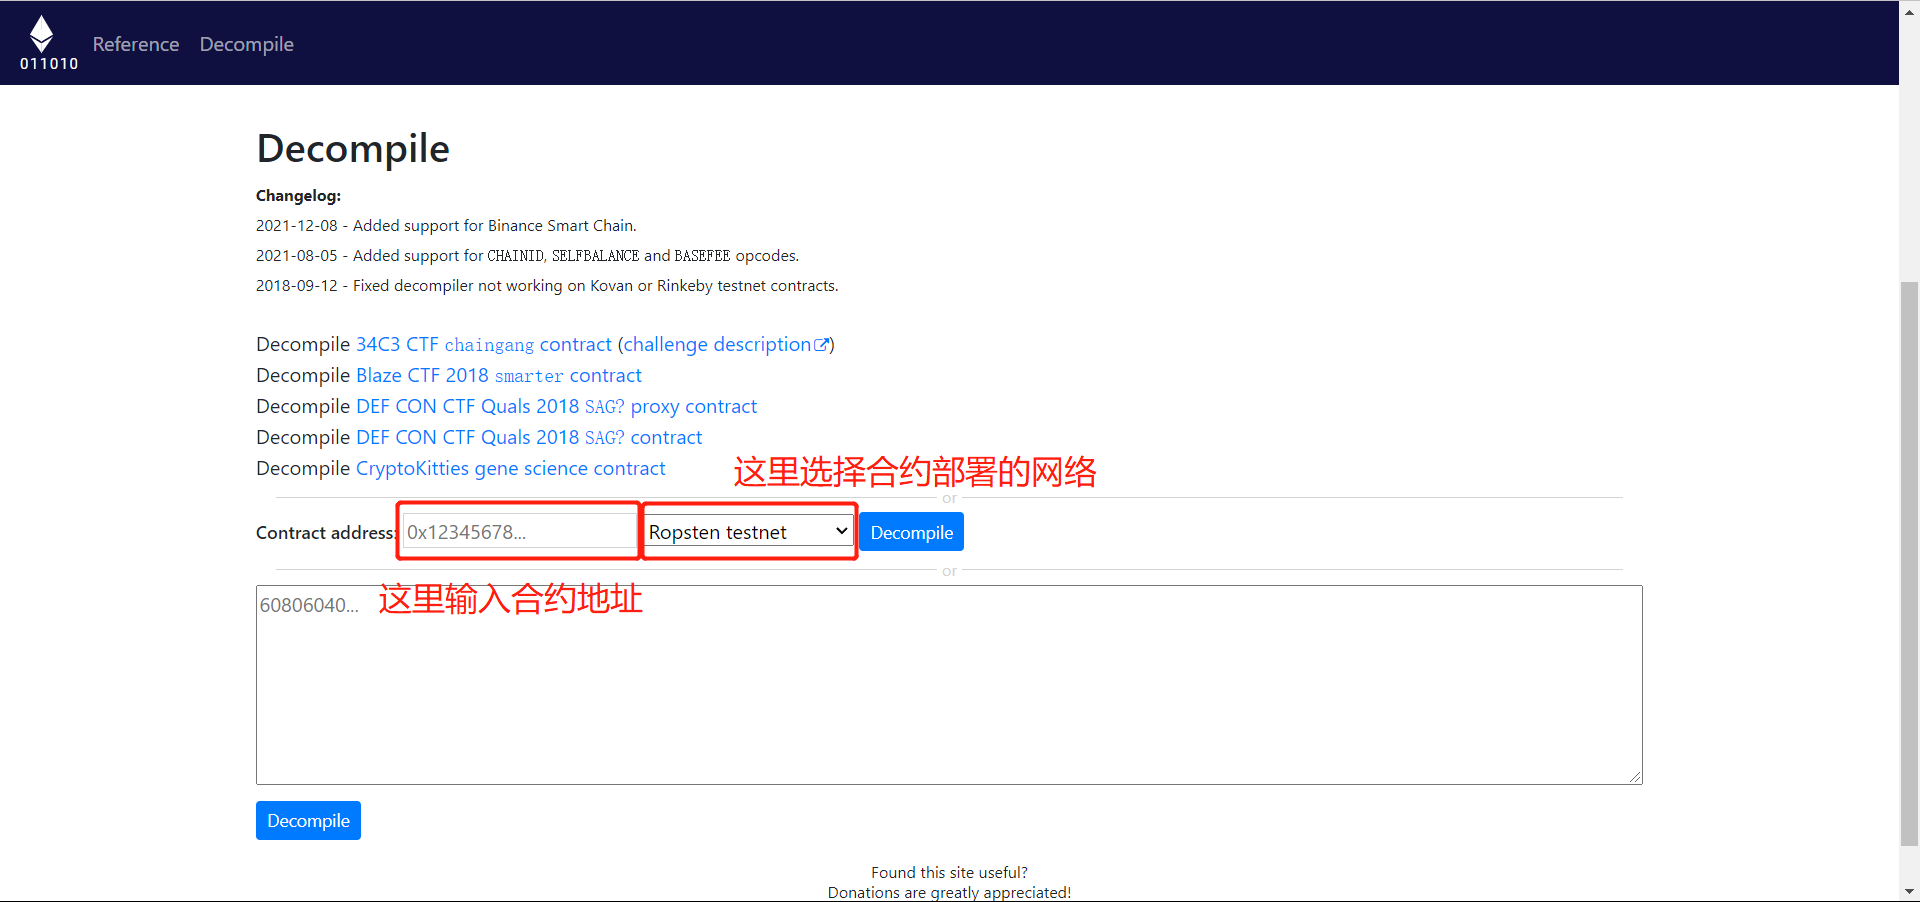 011010
Reference Decompile
Decompile
Changelog:
2021-12-08 - Added support for Binance Smart Chain.
2021-08-05 - Added support for CHAINID, SELFBALANCE and BASEFEE opcodes.
2018-09-12 - Fixed decompiler not working on Kovan or Rinkeby testnet contracts.
Decompile 34C3 CTF chaingang contract (challenge description)
Decompile Blaze CTF 2018 smarter contract
Decompile DEF CON CTF Quals 2018 SAG? proxy contract
Decompile DEF CON CTF Quals 2018 SAG? contract
Decompile CryptoKitties gene science contract
这里选择合约部署的网络
or
Contract address: 0x12345678... Ropsten testnet Decompile
or
60806040... 这里输入合约地址
Decompile
Found this site useful?
Donations are greatly appreciated!